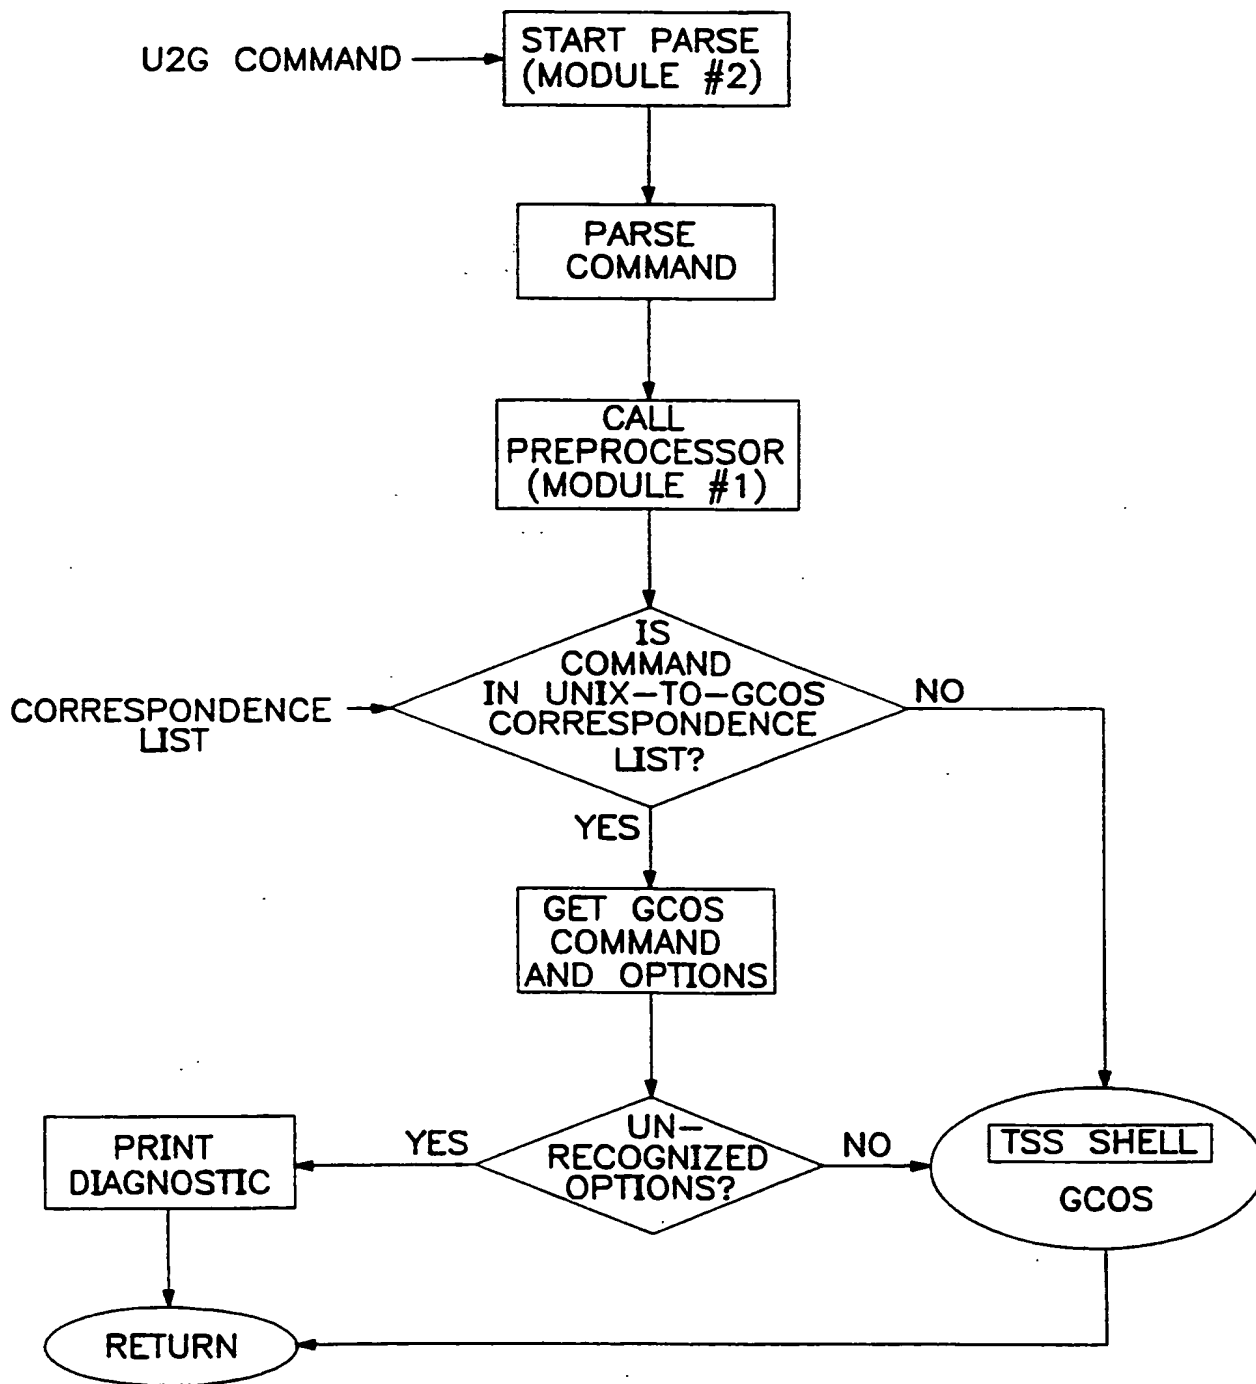 U2G COMMAND
START PARSE
(MODULE #2)
PARSE
COMMAND
CALL
PREPROCESSOR
(MODULE #1)
IS
COMMAND
IN UNIX-TO-GCOS
CORRESPONDENCE
LIST?
CORRESPONDENCE
LIST
NO
YES
GET GCOS
COMMAND
AND OPTIONS
UN-
RECOGNIZED
OPTIONS?
YES
NO
PRINT
DIAGNOSTIC
TSS SHELL
GCOS
RETURN